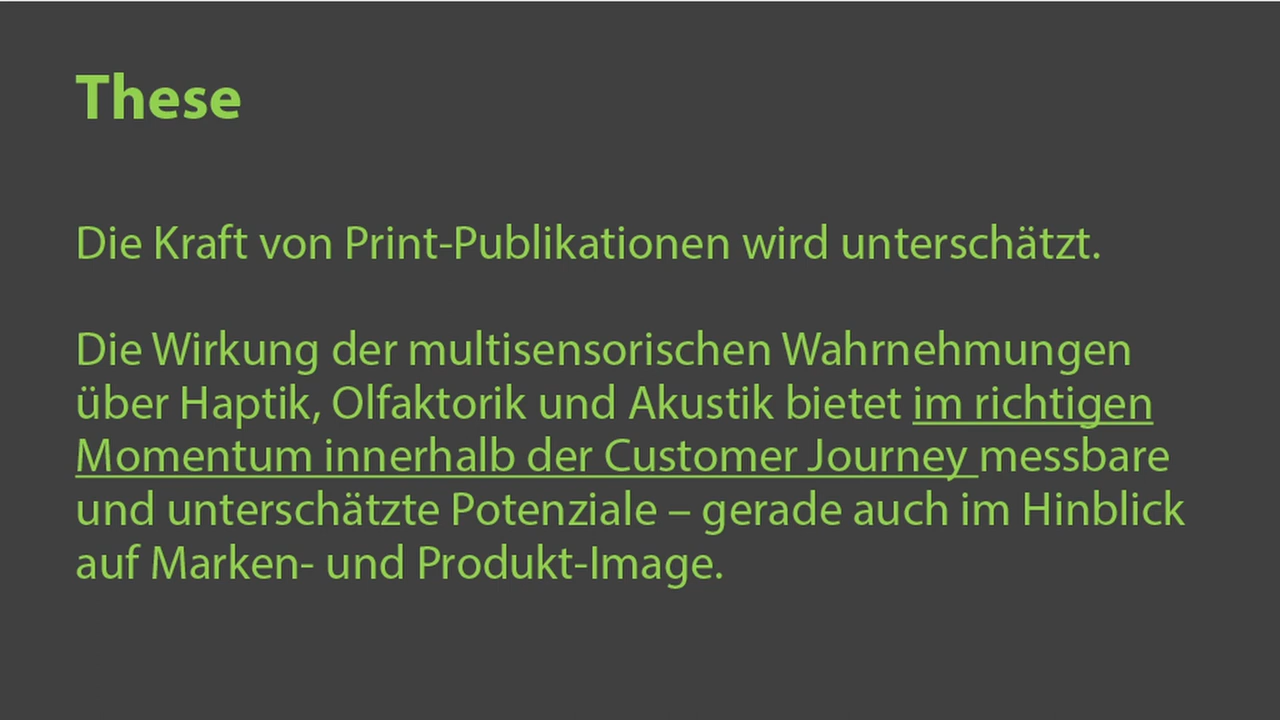 These
Die Kraft von Print-Publikationen wird unterschätzt.
Die Wirkung der multisensorischen Wahrnehmungen
über Haptik, Olfaktorik und Akustik bietet im richtigen
Momentum innerhalb der Customer Journey messbare
und unterschätzte Potenziale – gerade auch im Hinblick
auf Marken- und Produkt-Image.